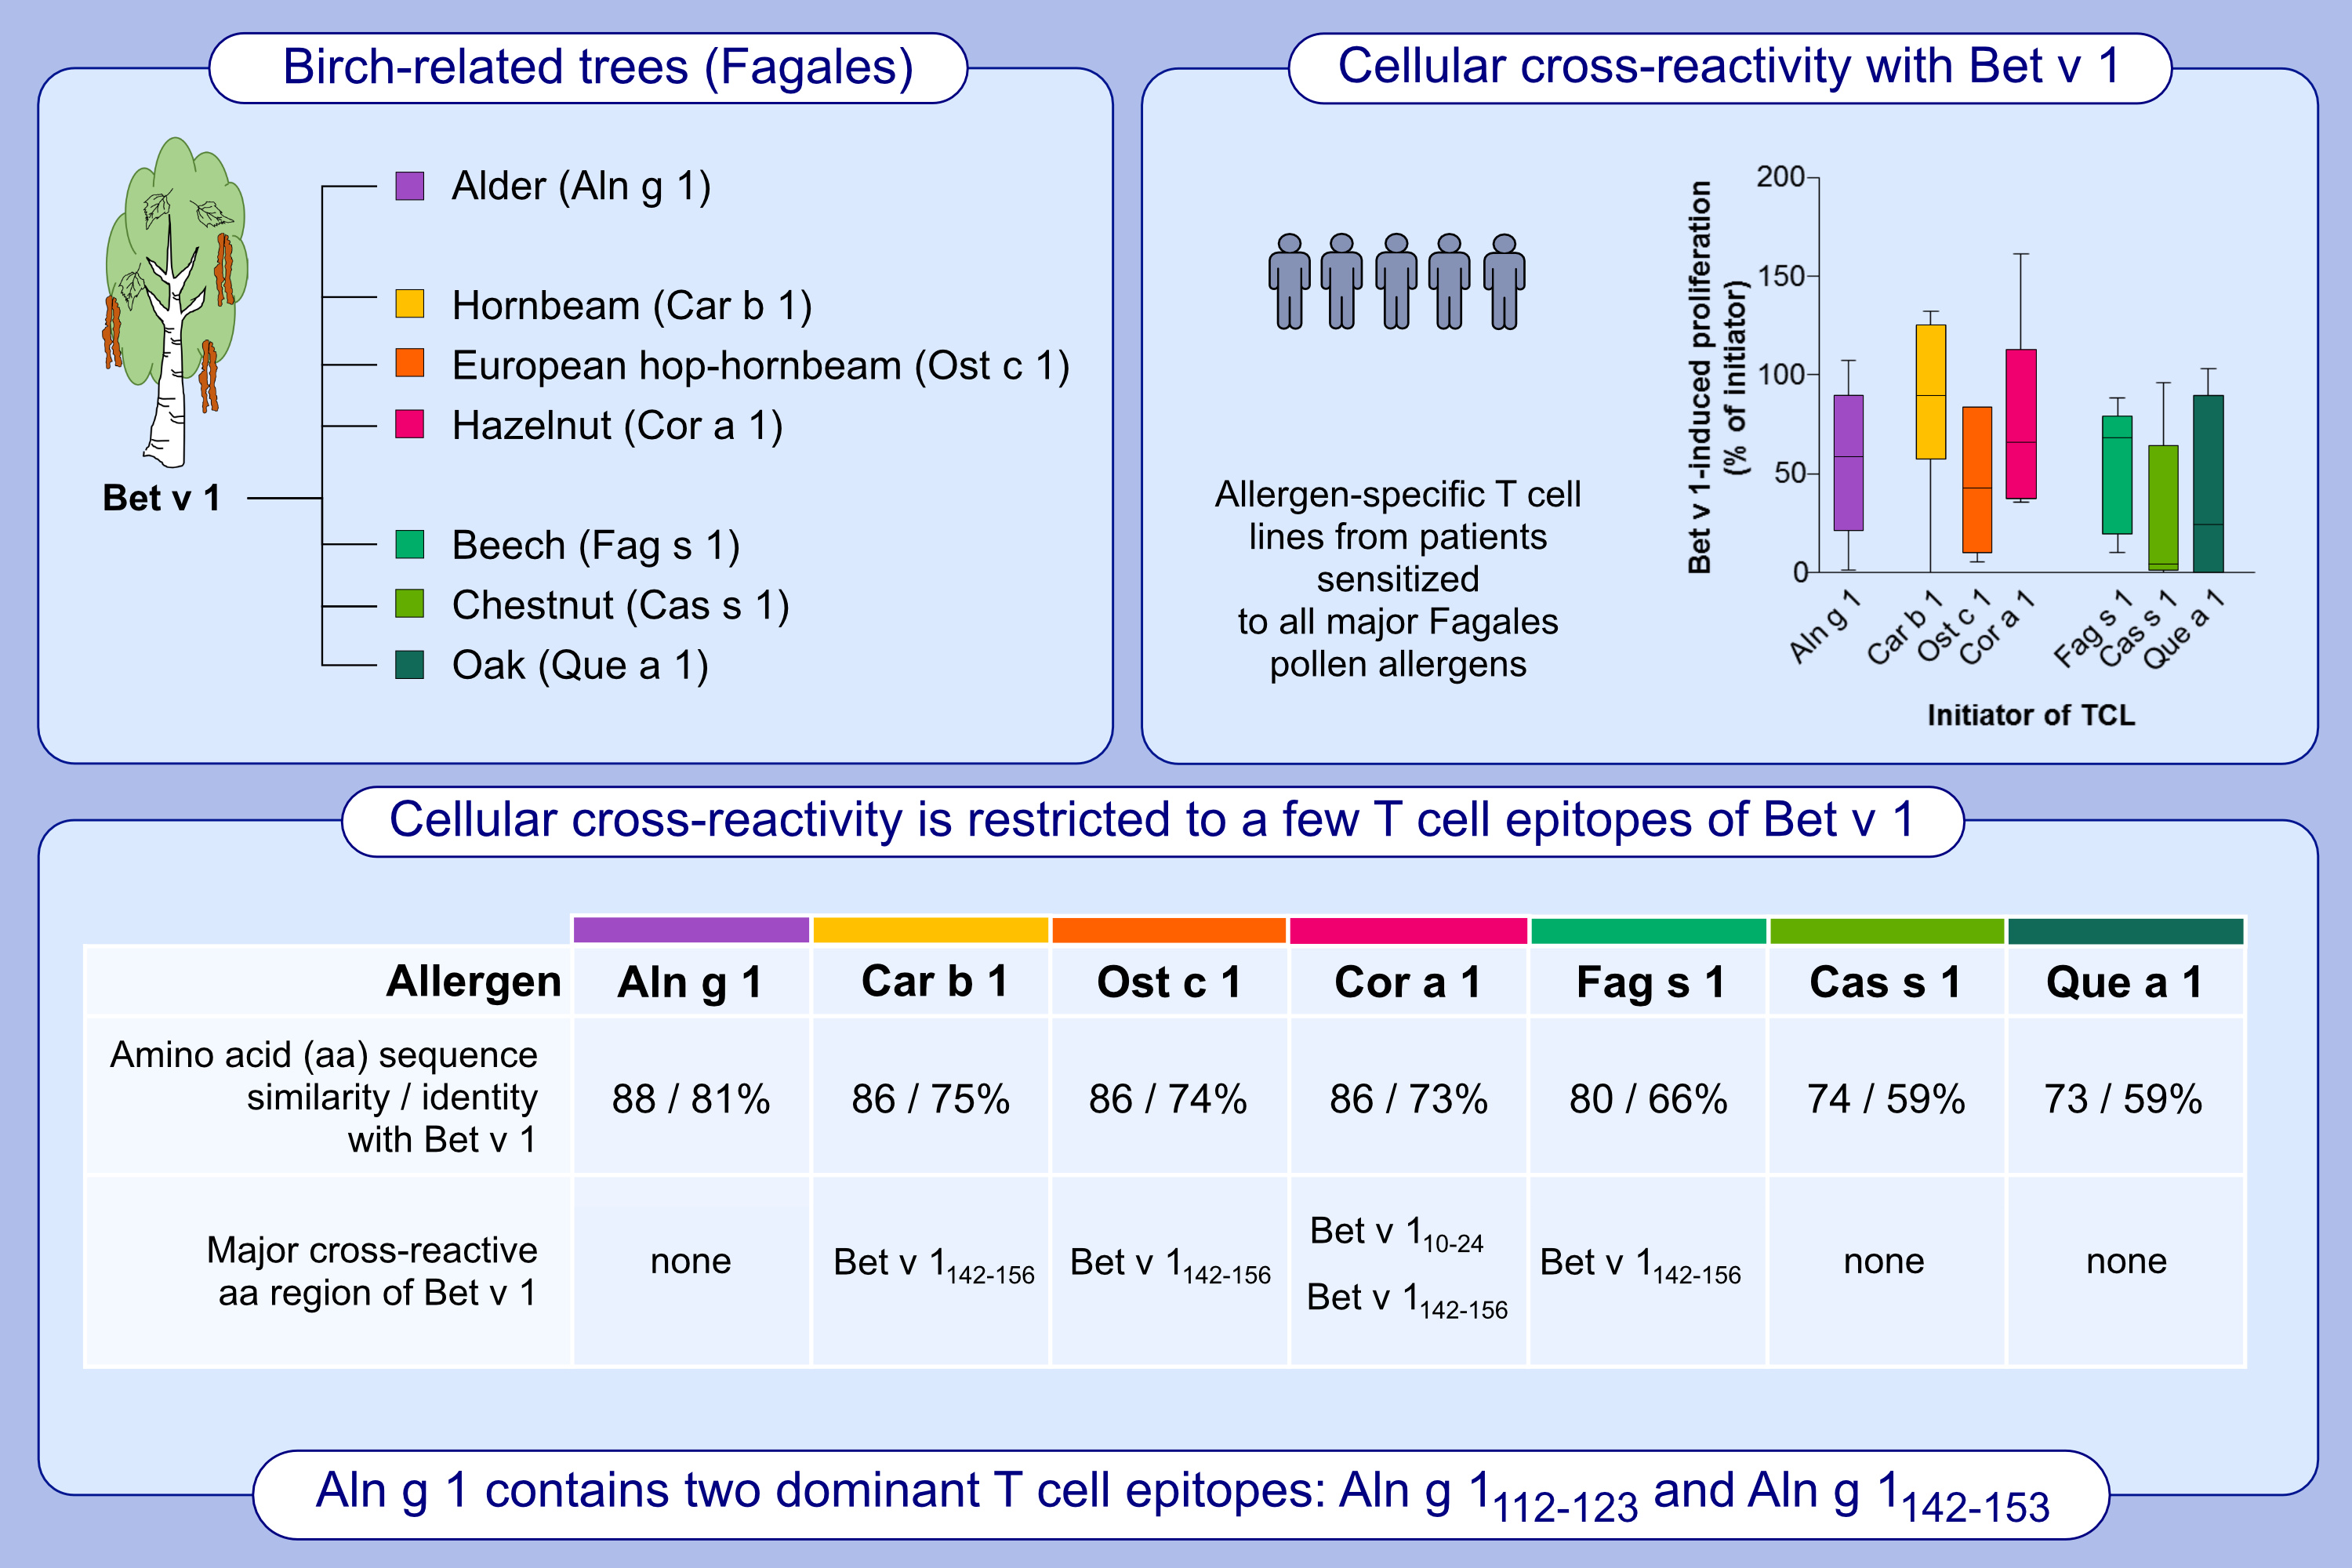 Birch-related trees (Fagales)
Alder (Aln g 1)
Hornbeam (Car b 1)
European hop-hornbeam (Ost c 1)
Hazelnut (Cor a 1)
Bet v 1
Beech (Fag s 1)
Chestnut (Cas s 1)
Oak (Que a 1)
Cellular cross-reactivity with Bet v 1
Allergen-specific T cell
lines from patients
sensitized
to all major Fagales
pollen allergens
Bet v 1-induced proliferation
(% of initiator)
200
150
100
50
0
Aln g 1
Car b 1
Ost c 1
Cor a 1
Fag s 1
Cas s 1
Que a 1
Initiator of TCL
Cellular cross-reactivity is restricted to a few T cell epitopes of Bet v 1
Allergen Aln g 1 Car b 1 Ost c 1 Cor a 1 Fag s 1 Cas s 1 Que a 1
Amino acid (aa) sequence
similarity / identity
with Bet v 1
88 / 81% 86 / 75% 86 / 74% 86 / 73% 80 / 66% 74 / 59% 73 / 59%
Major cross-reactive
aa region of Bet v 1
none
Bet v 1142-156
Bet v 1142-156
Bet v 110-24
Bet v 1142-156
Bet v 1142-156
none
none
Aln g 1 contains two dominant T cell epitopes: Aln g 1112-123 and Aln g 1142-153